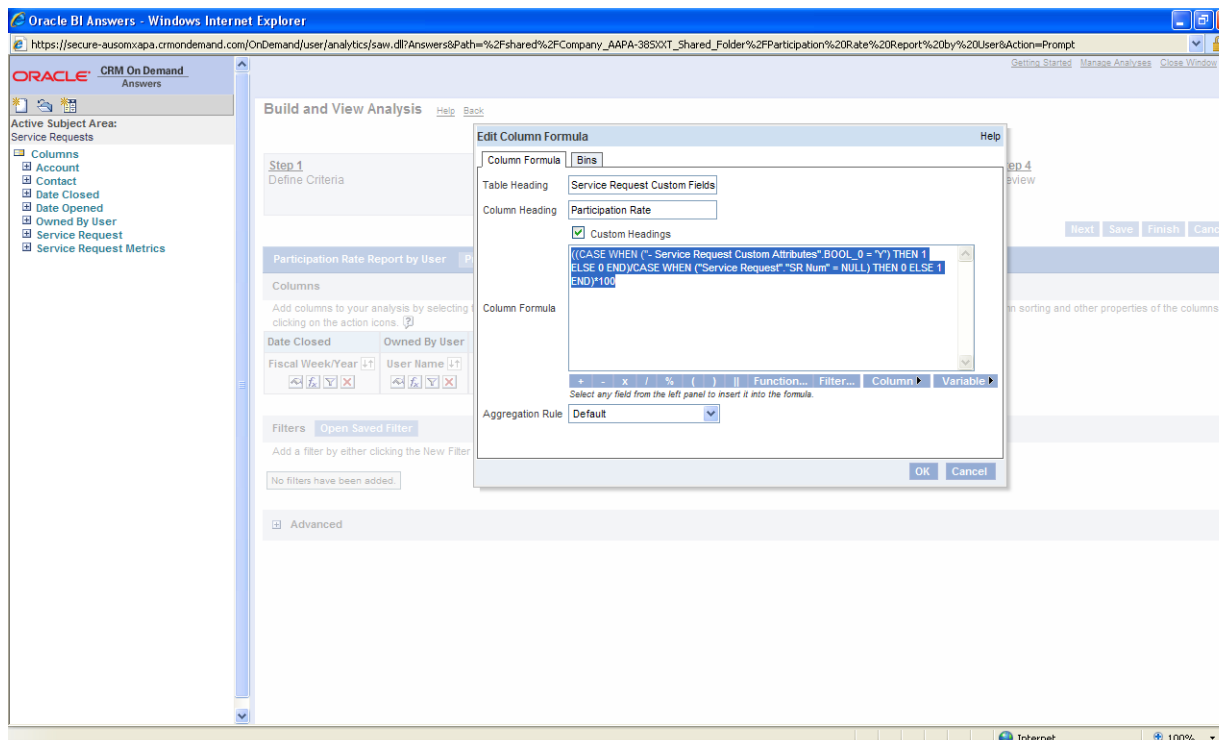 Oracle BI Answers - Windows Internet Explorer
https://secure-ausomxapa.crmondemand.com/OnDemand/user/analytics/saw.dll?Answers&Path=%2Fshared%2FCompany_AAPA-38SXXT_Shared_Folder%2FParticipation%20Rate%20Report%20by%20User&Action=Prompt
ORACLE CRM On Demand
Answers
Getting Started Manage Analyses Close Window
Active Subject Area:
Service Requests
Columns
Account
Contact
Date Closed
Date Opened
Owned By User
Service Request
Service Request Metrics
Build and View Analysis Help Back
Step 1
Define Criteria
ep 4
eview
Next Save Finish Canc
Participation Rate Report by User P
Columns
Add columns to your analysis by selecting
clicking on the action icons.
n sorting and other properties of the columns
Date Closed Owned By User
Fiscal Week/Year User Name
Filters Open Saved Filter
Add a filter by either clicking the New Filter
No filters have been added.
Advanced
Edit Column Formula Help
Column Formula Bins
Table Heading Service Request Custom Fields
Column Heading Participation Rate
Custom Headings
Column Formula
((CASE WHEN ("- Service Request Custom Attributes".BOOL_0 = "Y") THEN 1
ELSE 0 END)/CASE WHEN ("Service Request"."SR Num" = NULL) THEN 0 ELSE 1
END)*100
+ - x / % ( ) || Function... Filter... Column Variable
Select any field from the left panel to insert it into the formula.
Aggregation Rule Default
OK Cancel
Internet 100%